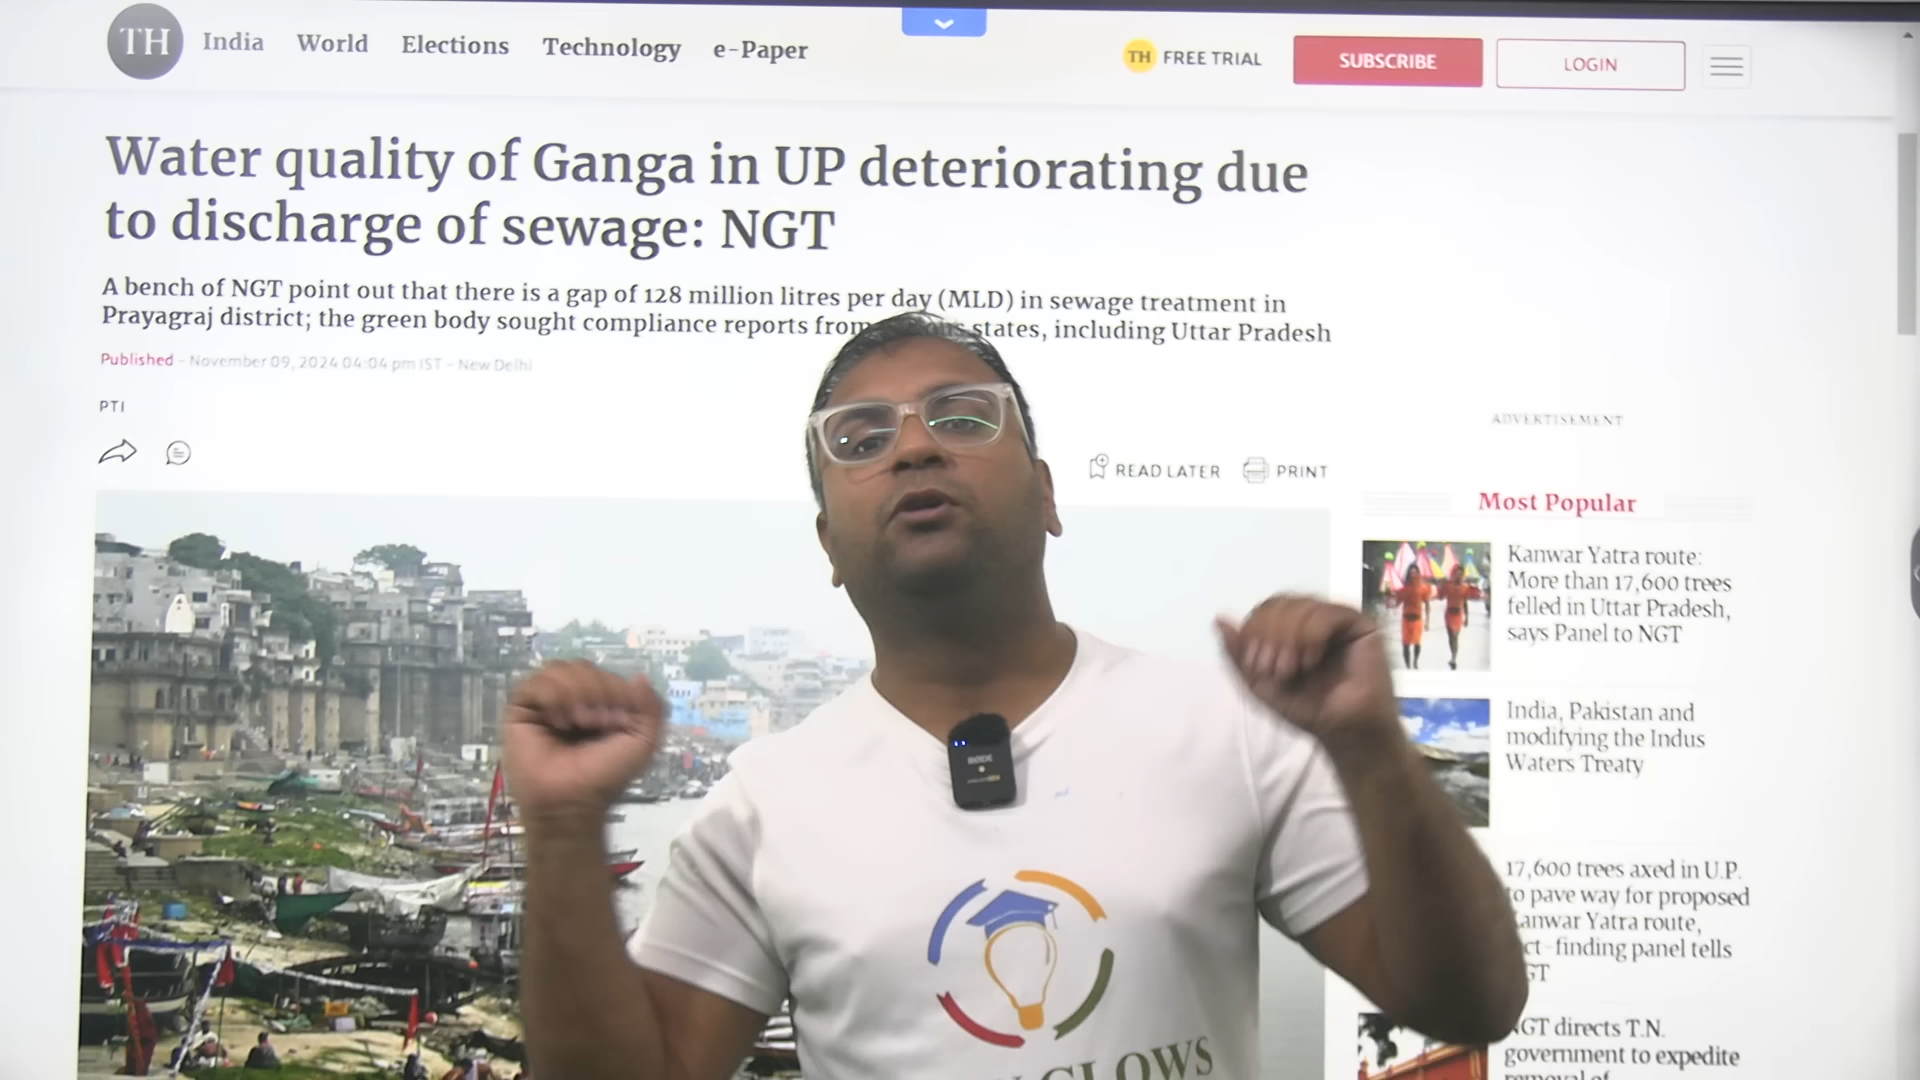 TH India World Elections Technology e-Paper
TH FREE TRIAL SUBSCRIBE LOGIN
Water quality of Ganga in UP deteriorating due
to discharge of sewage: NGT
A bench of NGT point out that there is a gap of 128 million litres per day (MLD) in sewage treatment in
Prayagraj district; the green body sought compliance reports from states, including Uttar Pradesh
Published - November 09, 2024 04:04 pm IST - New Delhi
PTI
READ LATER PRINT
ADVERTISEMENT
Most Popular
Kanwar Yatra route:
More than 17,600 trees
felled in Uttar Pradesh,
says Panel to NGT
India, Pakistan and
modifying the Indus
Waters Treaty
17,600 trees axed in U.P.
to pave way for proposed
Kanwar Yatra route,
finding panel tells
NGT
NGT directs T.N.
government to expedite
removal of
RODE
GLOWS